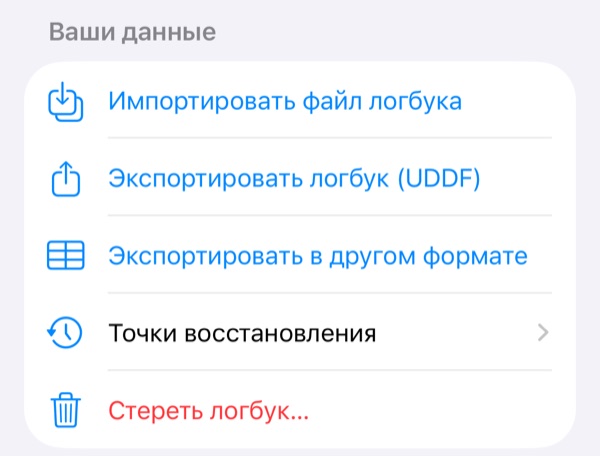 Ваши данные
Импортировать файл логбука
Экспортировать логбук (UDDF)
Экспортировать в другом формате
Точки восстановления
Стереть логбук...